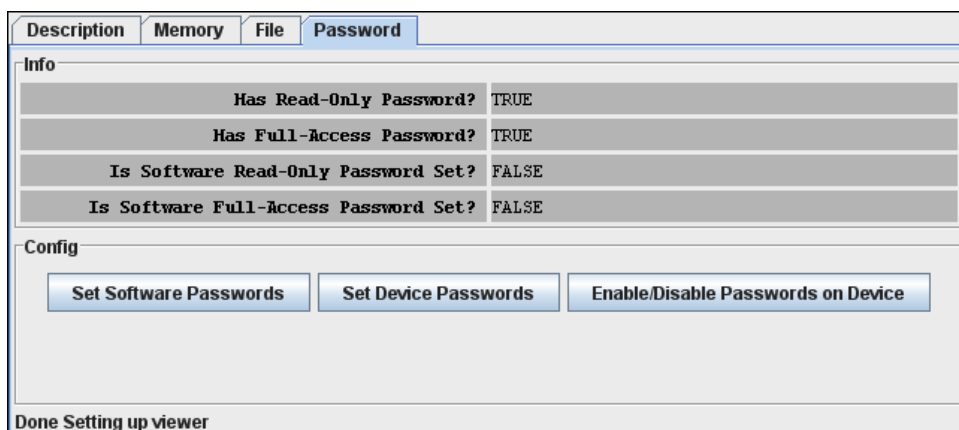 Description Memory File Password
Info
Has Read-Only Password? TRUE
Has Full-Access Password? TRUE
Is Software Read-Only Password Set? FALSE
Is Software Full-Access Password Set? FALSE
Config
Set Software Passwords Set Device Passwords Enable/Disable Passwords on Device
Done Setting up viewer